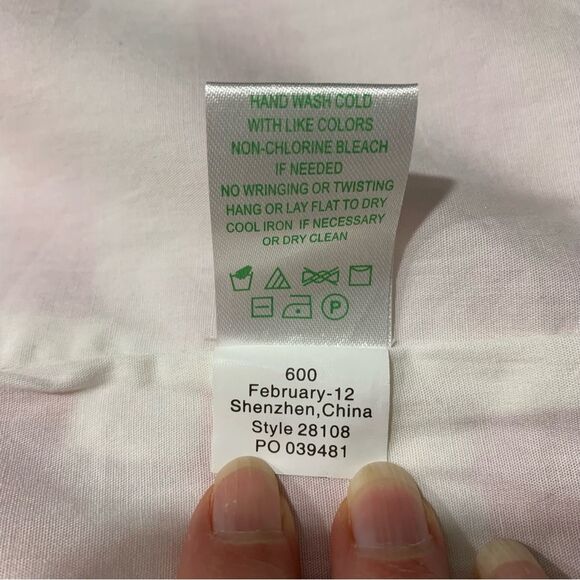 HAND WASH COLD
WITH LIKE COLORS
NON-CHLORINE BLEACH
IF NEEDED
NO WRINGING OR TWISTING
HANG OR LAY FLAT TO DRY
COOL IRON IF NECESSARY
OR DRY CLEAN
P
600
February-12
Shenzhen,China
Style 28108
PO 039481